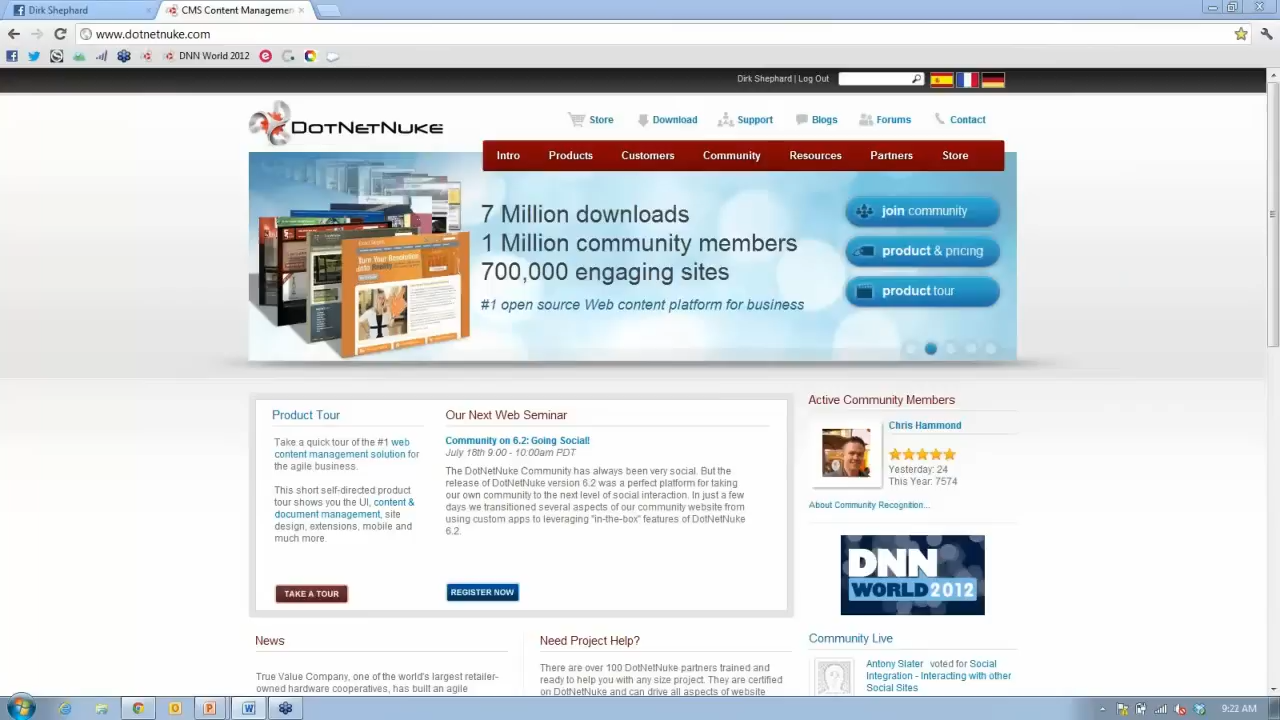 Dirk Shephard
CMS Content Managemen
www.dotnetnuke.com
DNN World 2012
Dirk Shephard | Log Out
DOTNETNUKE
Store
Download
Support
Blogs
Forums
Contact
Intro
Products
Customers
Community
Resources
Partners
Store
7 Million downloads
1 Million community members
700,000 engaging sites
#1 open source Web content platform for business
join community
product & pricing
product tour
Product Tour
Take a quick tour of the #1 web
content management solution for
the agile business.
This short self-directed product
tour shows you the UI, content &
document management, site
design, extensions, mobile and
much more.
TAKE A TOUR
Our Next Web Seminar
Community on 6.2: Going Social!
July 18th 9:00 - 10:00am PDT
The DotNetNuke Community has always been very social. But the
release of DotNetNuke version 6.2 was a perfect platform for taking
our own community to the next level of social interaction. In just a few
days we transitioned several aspects of our community website from
using custom apps to leveraging "in-the-box" features of DotNetNuke
6.2.
REGISTER NOW
Active Community Members
Chris Hammond
Yesterday: 24
This Year: 7574
About Community Recognition...
DNN
WORLD 2012
Community Live
Antony Slater voted for Social
Integration - Interacting with other
Social Sites
News
True Value Company, one of the world's largest retailer-
owned hardware cooperatives, has built an agile
Need Project Help?
There are over 100 DotNetNuke partners trained and
ready to help you with any size project. They are certified
on DotNetNuke and can drive all aspects of website
9:22 AM